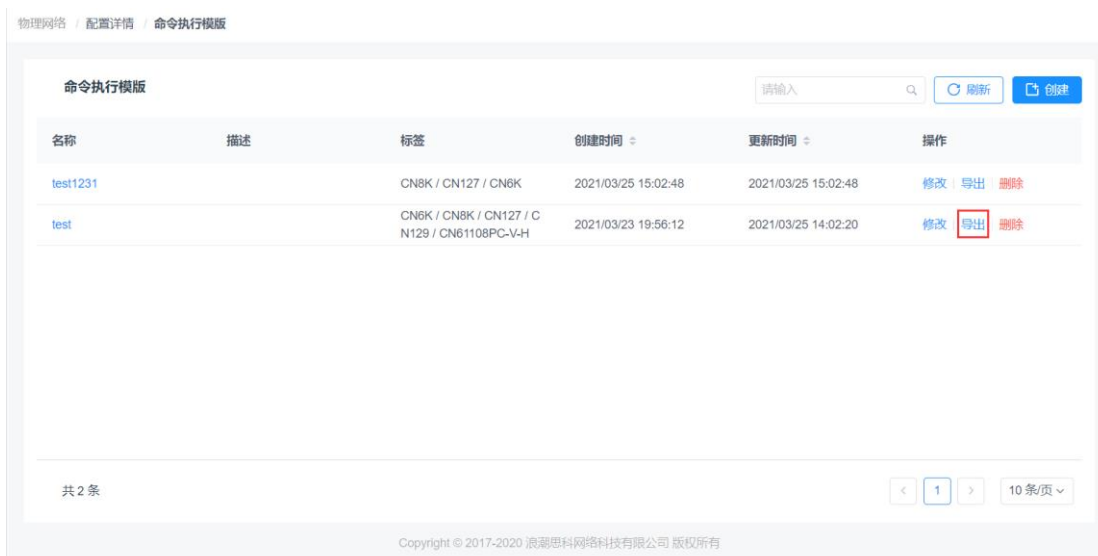 物理网络 / 配置详情 / 命令执行模版
命令执行模版 请输入 刷新 创建
名称 描述 标签 创建时间 更新时间 操作
test1231 CN8K / CN127 / CN6K 2021/03/25 15:02:48 2021/03/25 15:02:48 修改 导出 删除
test CN6K / CN8K / CN127 / C
N129 / CN61108PC-V-H 2021/03/23 19:56:12 2021/03/25 14:02:20 修改 导出 删除
共 2 条 1 10 条/页
Copyright © 2017-2020 浪潮思科网络科技有限公司 版权所有